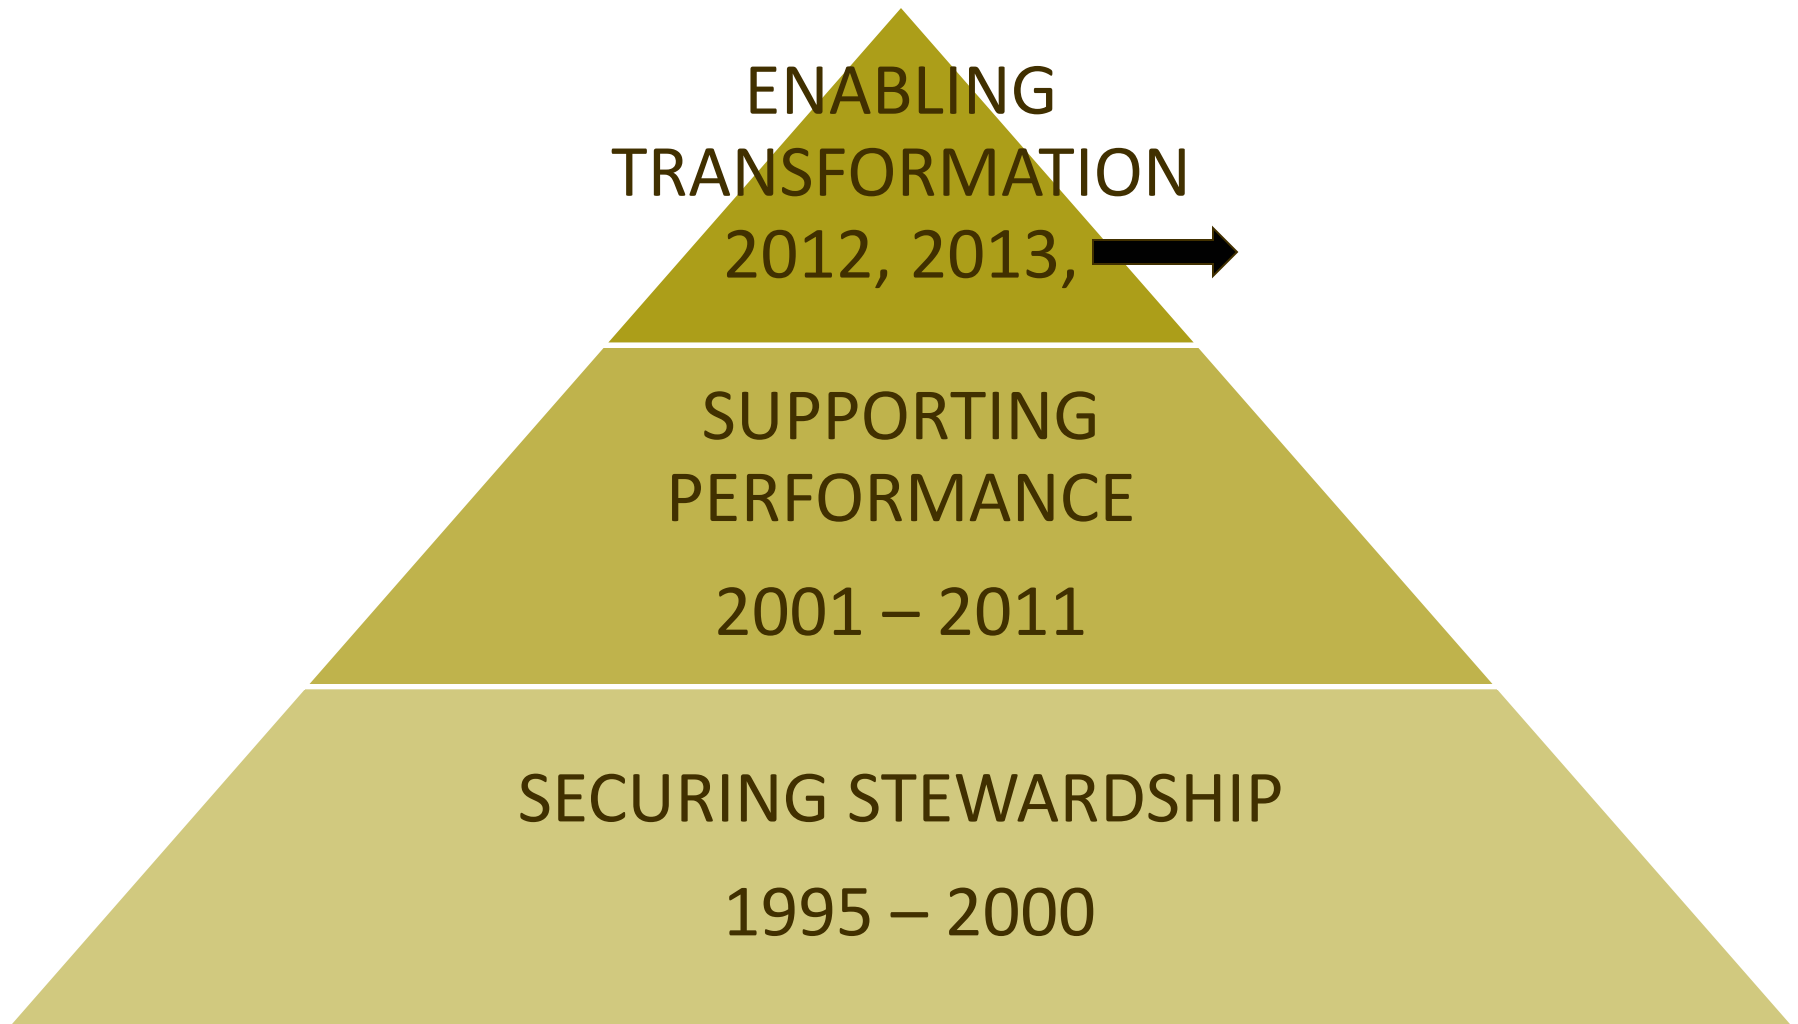 ENABLING
TRANSFORMATION
2012, 2013,
SUPPORTING
PERFORMANCE
2001 – 2011
SECURING STEWARDSHIP
1995 – 2000